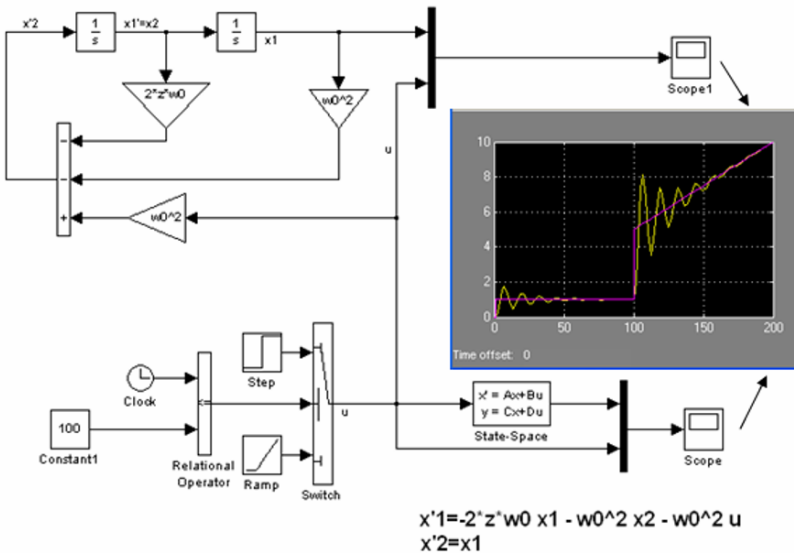 x'2
1
s
x1'=x2
1
s
x1
2*z*w0
w0^2
Scope1
u
−
−
+
w0^2
10
8
6
4
2
0
0
50
100
150
200
Time offset: 0
Step
Clock
<=
u
x' = Ax+Bu
y = Cx+Du
State-Space
100
Constant1
Relational
Operator
Ramp
Switch
Scope
x'1=-2*z*w0 x1 - w0^2 x2 - w0^2 u
x'2=x1